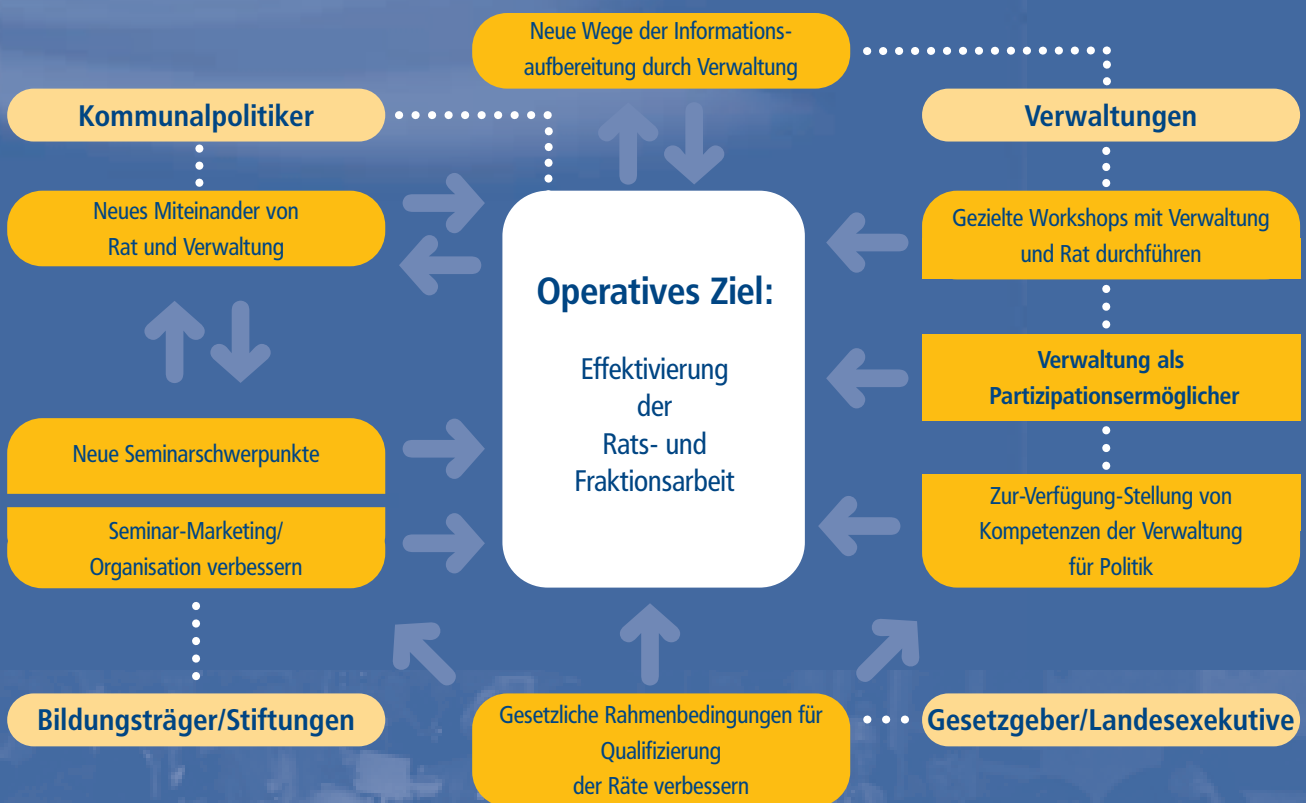 Neue Wege der Informations-
aufbereitung durch Verwaltung
Kommunalpolitiker
Verwaltungen
Neues Miteinander von
Rat und Verwaltung
Gezielte Workshops mit Verwaltung
und Rat durchführen
Operatives Ziel:
Effektivierung
der
Rats- und
Fraktionsarbeit
Verwaltung als
Partizipationsermöglicher
Neue Seminarschwerpunkte
Seminar-Marketing/
Organisation verbessern
Zur-Verfügung-Stellung von
Kompetenzen der Verwaltung
für Politik
Bildungsträger/Stiftungen
Gesetzliche Rahmenbedingungen für
Qualifizierung
der Räte verbessern
Gesetzgeber/Landesexekutive